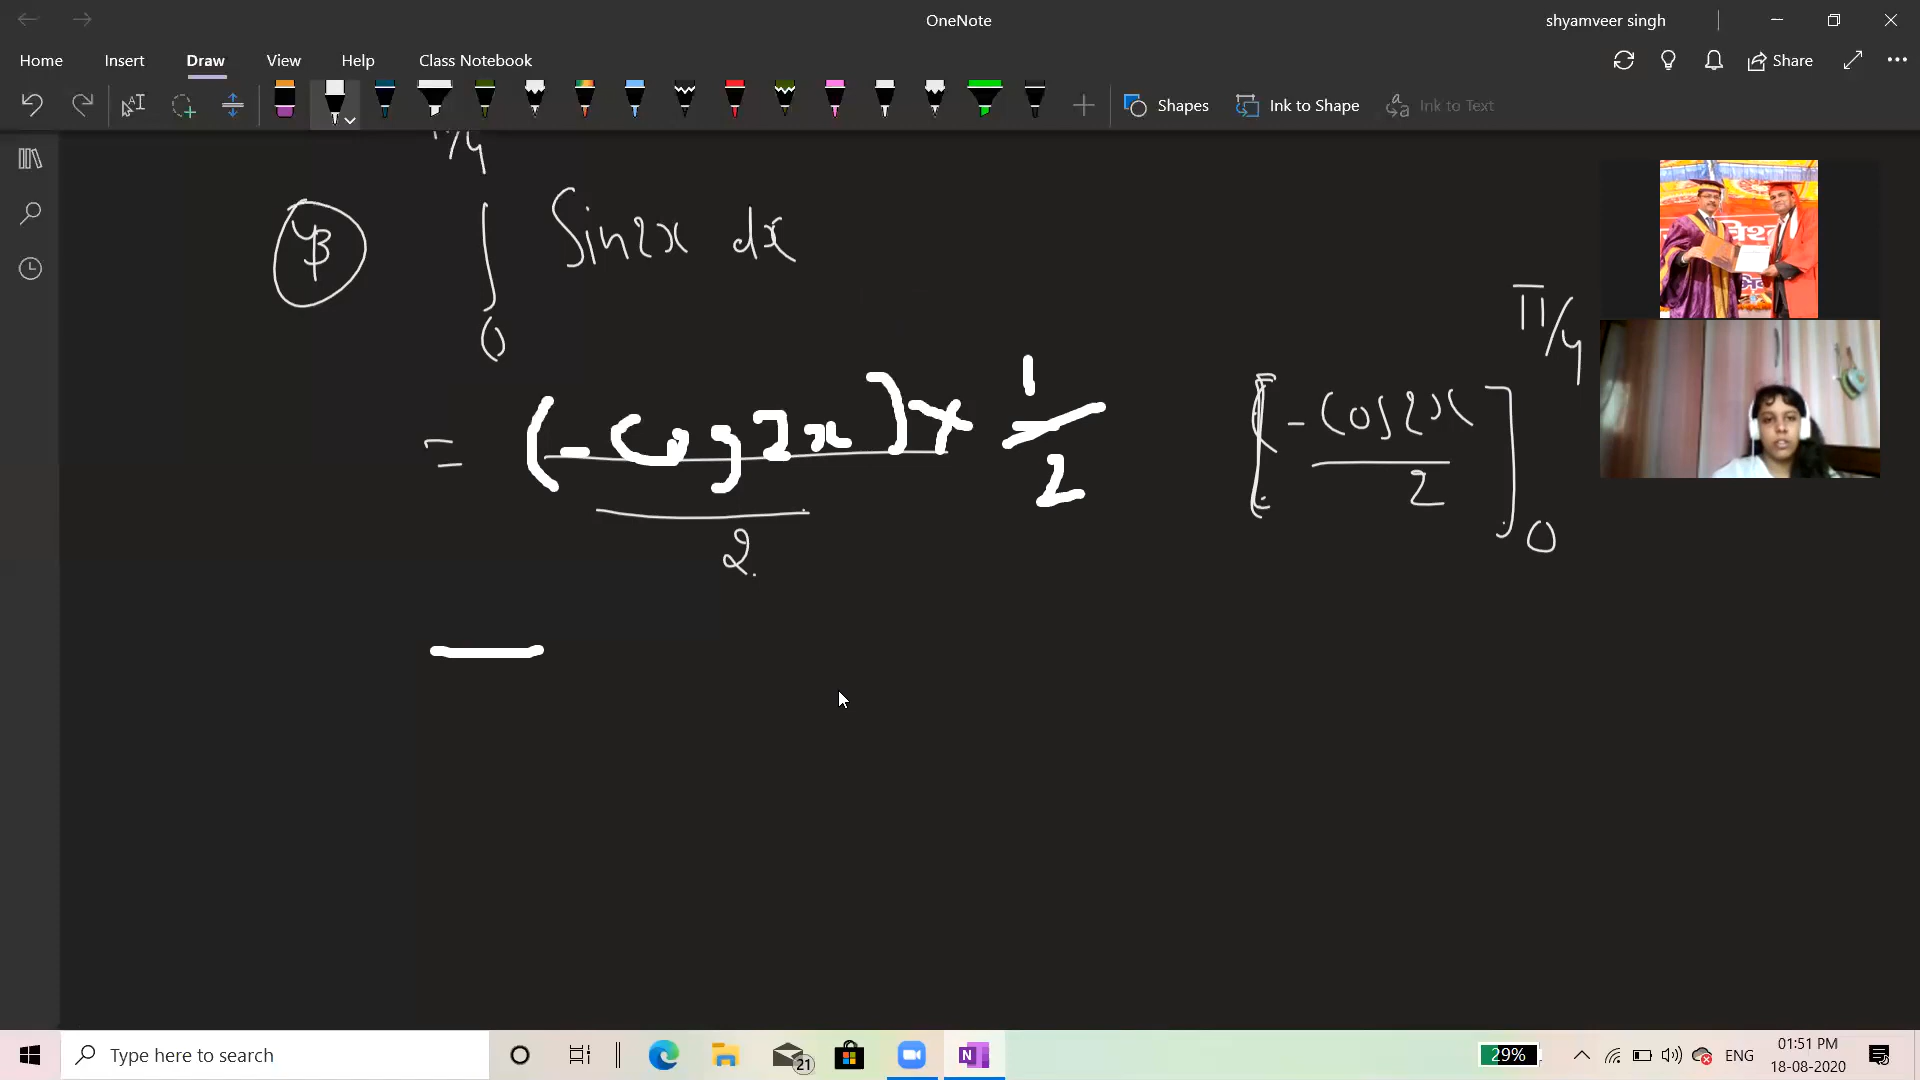 OneNote
shyamveer singh
Home Insert Draw View Help Class Notebook
Share
Shapes Ink to Shape Ink to Text
π/4
∫ Sin2x dx
0
π/4
= (-Cos2x) × 1/2
[-Cos2x / 2]
2
0
Type here to search
21
N
29%
ENG
01:51 PM
18-08-2020